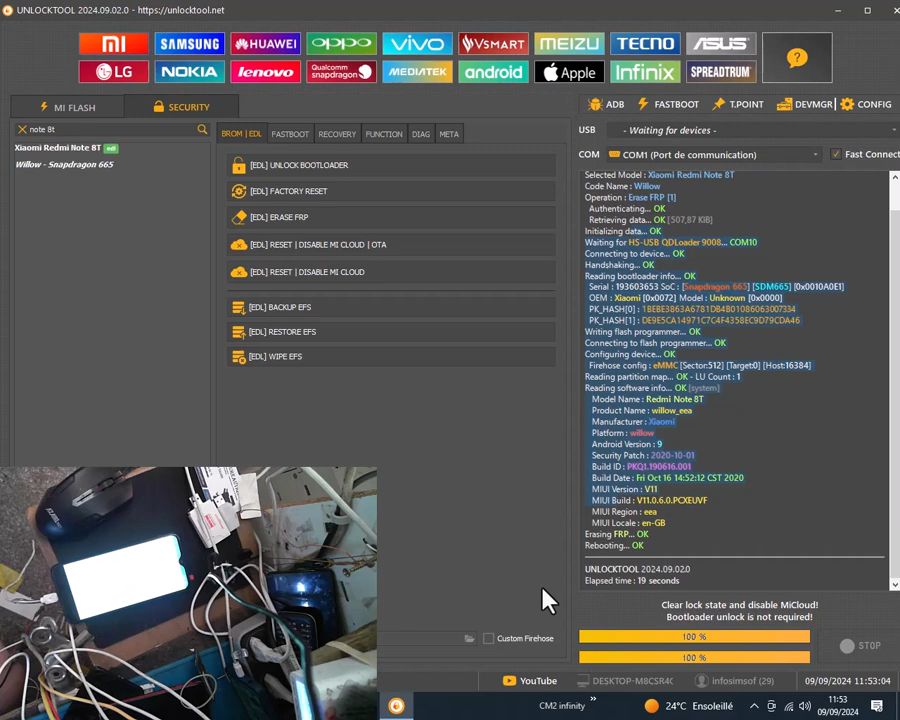 UNLOCKTOOL 2024.09.02.0 - https://unlocktool.net
MI SAMSUNG HUAWEI oppo vivo VSMART MEIZU TECNO ASUS
LG NOKIA lenovo Qualcomm snapdragon MEDIATEK android Apple Infinix SPREADTRUM ?
MI FLASH SECURITY
ADB FASTBOOT T.POINT DEVMGR CONFIG
note 8t
Xiaomi Redmi Note 8T edl
Willow - Snapdragon 665
BROM | EDL FASTBOOT RECOVERY FUNCTION DIAG META
[EDL] UNLOCK BOOTLOADER
[EDL] FACTORY RESET
[EDL] ERASE FRP
[EDL] RESET | DISABLE MI CLOUD | OTA
[EDL] RESET | DISABLE MI CLOUD
[EDL] BACKUP EFS
[EDL] RESTORE EFS
[EDL] WIPE EFS
USB - Waiting for devices -
COM COM1 (Port de communication) Fast Connect
Selected Model : Xiaomi Redmi Note 8T
Code Name : Willow
Operation : Erase FRP [1]
Authenticating... OK
Retrieving data... OK [507,87 KiB]
Initializing data... OK
Waiting for HS-USB QDLoader 9008... COM10
Connecting to device... OK
Handshaking... OK
Reading bootloader info... OK
Serial : 193603653 SoC : [Snapdragon 665] [SDM665] [0x0010A0E1]
OEM : Xiaomi [0x0072] Model : Unknown [0x0000]
PK_HASH[0] : 1BEBE3B63A6781DB4B01086063007334
PK_HASH[1] : DE9E5CA14971C7C4F4358EC9D79CDA46
Writing flash programmer... OK
Connecting to flash programmer... OK
Configuring device... OK
Firehose config : eMMC [Sector:512] [Target:0] [Host:16384]
Reading partition map... OK - LU Count : 1
Reading software info... OK [system]
Model Name : Redmi Note 8T
Product Name : willow_eea
Manufacturer : Xiaomi
Platform : willow
Android Version : 9
Security Patch : 2020-10-01
Build ID : PKQ1.190616.001
Build Date : Fri Oct 16 14:52:12 CST 2020
MIUI Version : V11
MIUI Build : V11.0.6.0.PCXEUVF
MIUI Region : eea
MIUI Locale : en-GB
Erasing FRP... OK
Rebooting... OK
UNLOCKTOOL 2024.09.02.0
Elapsed time : 19 seconds
Clear lock state and disable MiCloud!
Bootloader unlock is not required!
Custom Firehose
100 %
100 %
STOP
YouTube DESKTOP-M8CSR4C infosimsof (29) 09/09/2024 11:53:04
CM2 infinity » 24°C Ensoleillé 11:53
09/09/2024